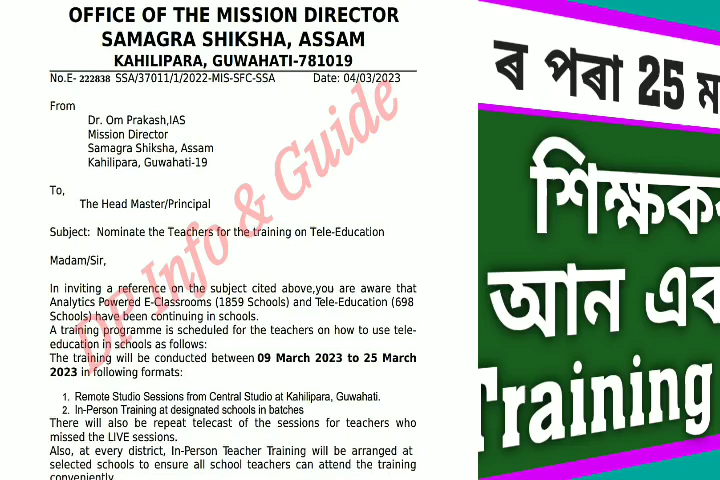 OFFICE OF THE MISSION DIRECTOR
SAMAGRA SHIKSHA, ASSAM
KAHILIPARA, GUWAHATI-781019
No.E- 222838 SSA/37011/1/2022-MIS-SFC-SSA Date: 04/03/2023
From
Dr. Om Prakash,IAS
Mission Director
Samagra Shiksha, Assam
Kahilipara, Guwahati-19
To,
The Head Master/Principal
Subject: Nominate the Teachers for the training on Tele-Education
Madam/Sir,
In inviting a reference on the subject cited above,you are aware that
Analytics Powered E-Classrooms (1859 Schools) and Tele-Education (698
Schools) have been continuing in schools.
A training programme is scheduled for the teachers on how to use tele-
education in schools as follows:
The training will be conducted between 09 March 2023 to 25 March
2023 in following formats:
1. Remote Studio Sessions from Central Studio at Kahilipara, Guwahati.
2. In-Person Training at designated schools in batches
There will also be repeat telecast of the sessions for teachers who
missed the LIVE sessions.
Also, at every district, In-Person Teacher Training will be arranged at
selected schools to ensure all school teachers can attend the training
conveniently
DP Info & Guide
ৰ পৰা 25 ম
শিক্ষক
আন এক
Training